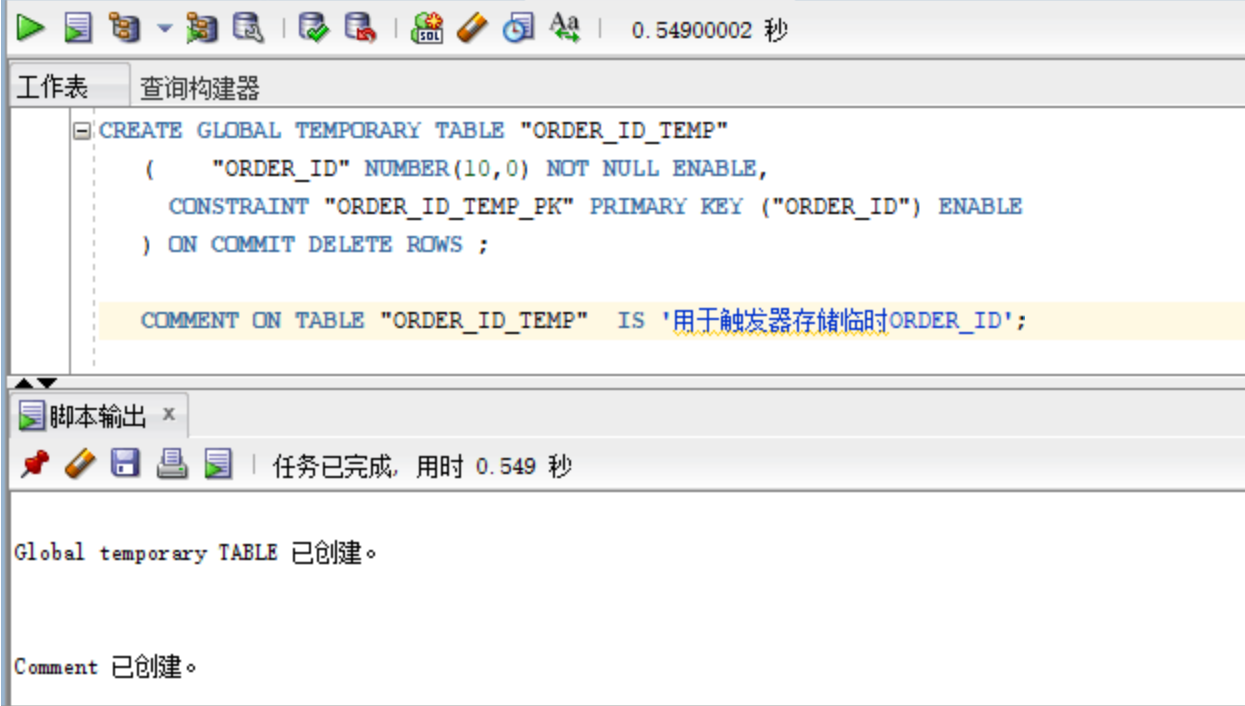 0.54900002 秒
工作表 查询构建器
CREATE GLOBAL TEMPORARY TABLE "ORDER_ID_TEMP"
( "ORDER_ID" NUMBER(10,0) NOT NULL ENABLE,
CONSTRAINT "ORDER_ID_TEMP_PK" PRIMARY KEY ("ORDER_ID") ENABLE
) ON COMMIT DELETE ROWS ;
COMMENT ON TABLE "ORDER_ID_TEMP" IS '用于触发器存储临时ORDER_ID';
脚本输出 x
任务已完成, 用时 0.549 秒
Global temporary TABLE 已创建。
Comment 已创建。